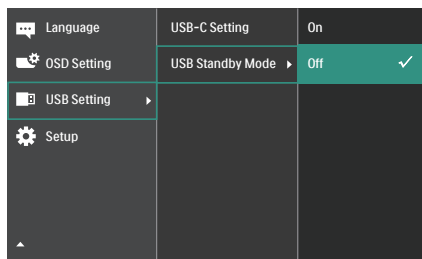 Language
OSD Setting
USB Setting
Setup
USB-C Setting
USB Standby Mode
On
Off